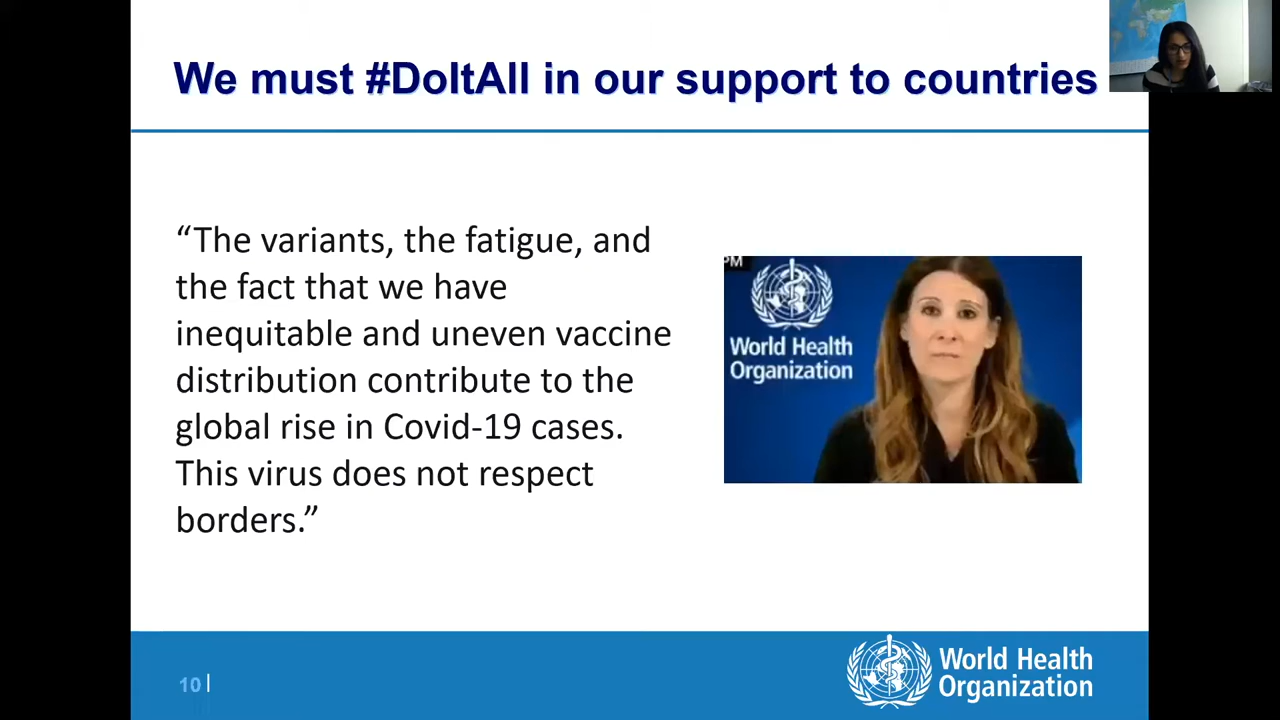 We must #DoItAll in our support to countries
“The variants, the fatigue, and
the fact that we have
inequitable and uneven vaccine
distribution contribute to the
global rise in Covid-19 cases.
This virus does not respect
borders.”
PM
World Health
Organization
10 |
World Health
Organization